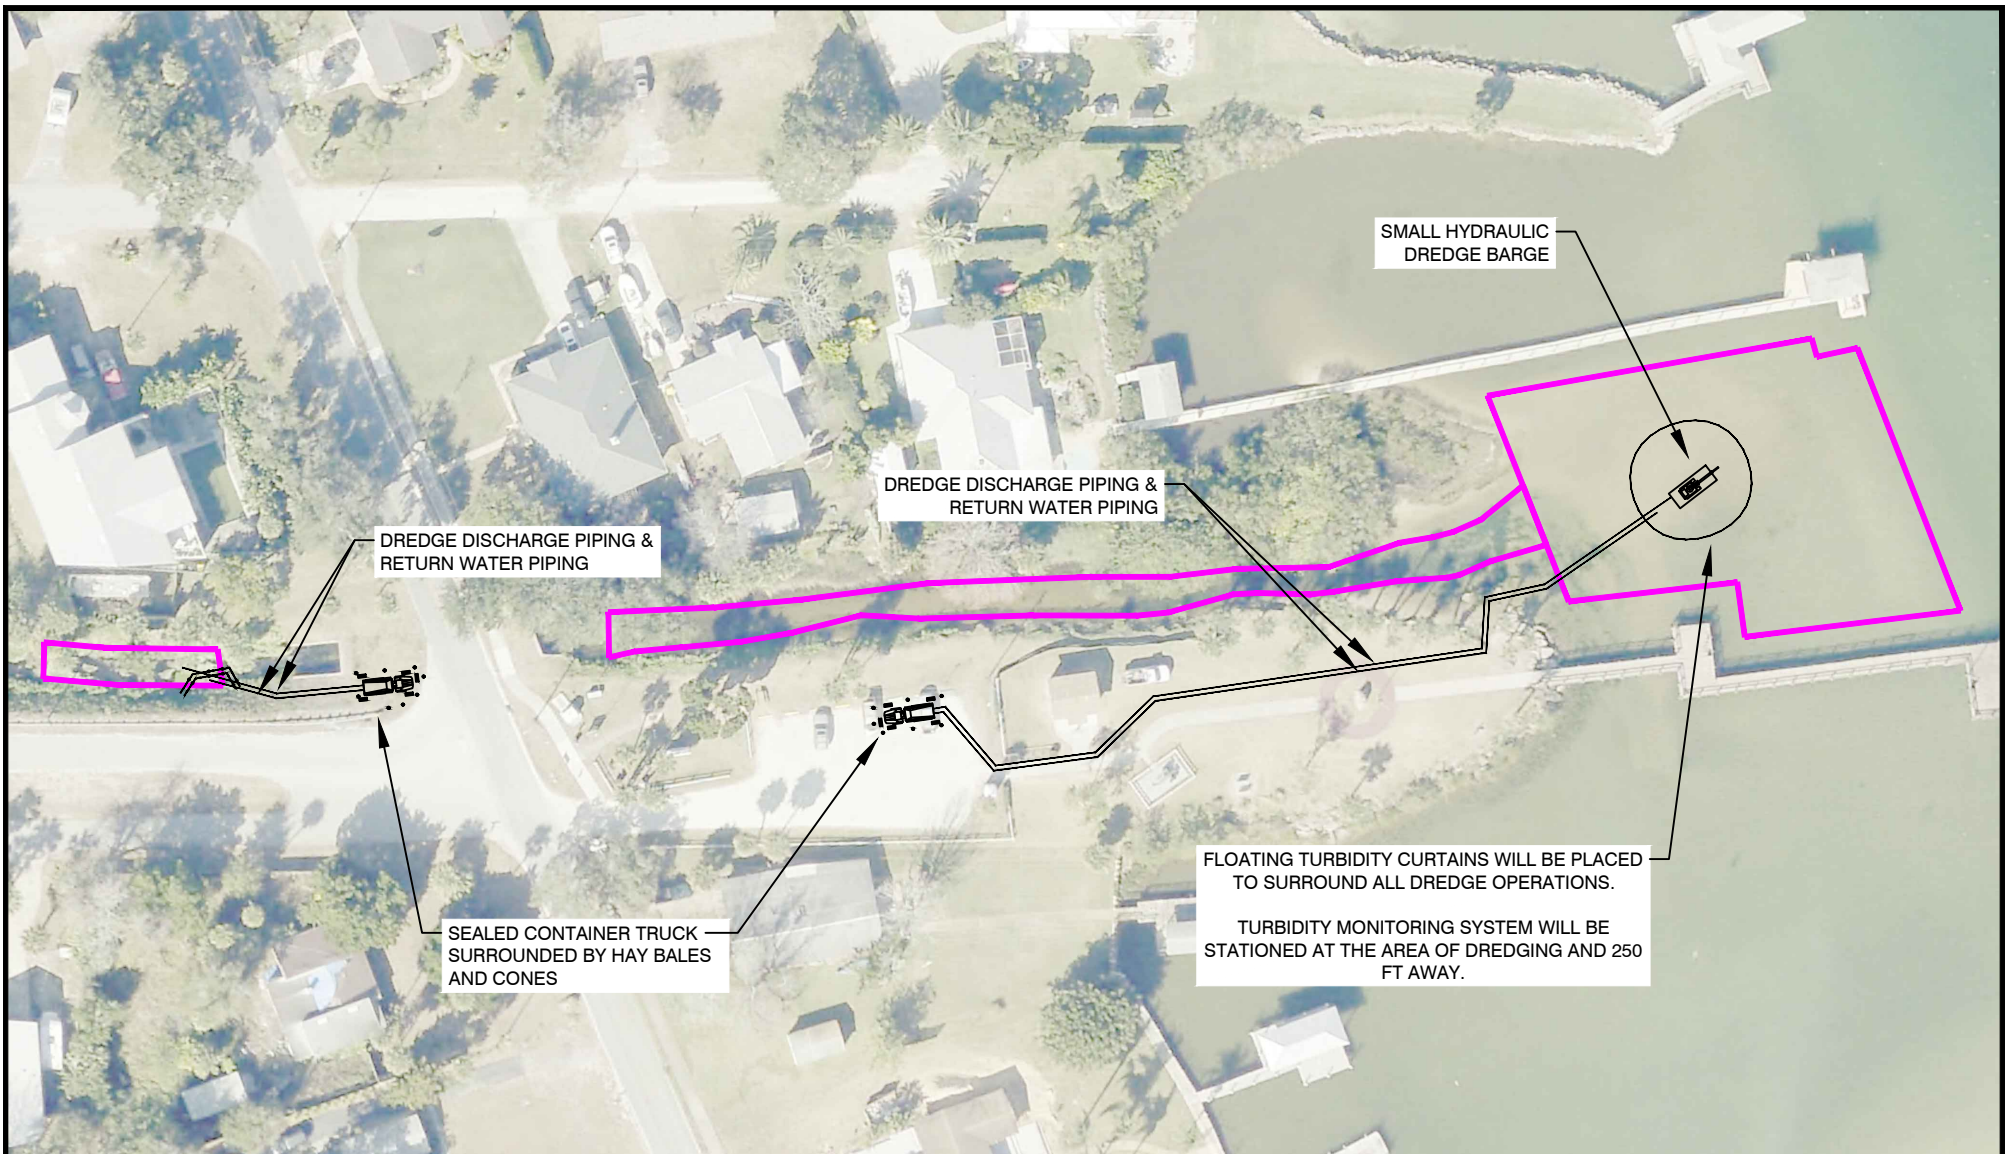 SMALL HYDRAULIC
DREDGE BARGE
DREDGE DISCHARGE PIPING &
RETURN WATER PIPING
DREDGE DISCHARGE PIPING &
RETURN WATER PIPING
FLOATING TURBIDITY CURTAINS WILL BE PLACED
TO SURROUND ALL DREDGE OPERATIONS.
TURBIDITY MONITORING SYSTEM WILL BE
STATIONED AT THE AREA OF DREDGING AND 250
FT AWAY.
SEALED CONTAINER TRUCK
SURROUNDED BY HAY BALES
AND CONES